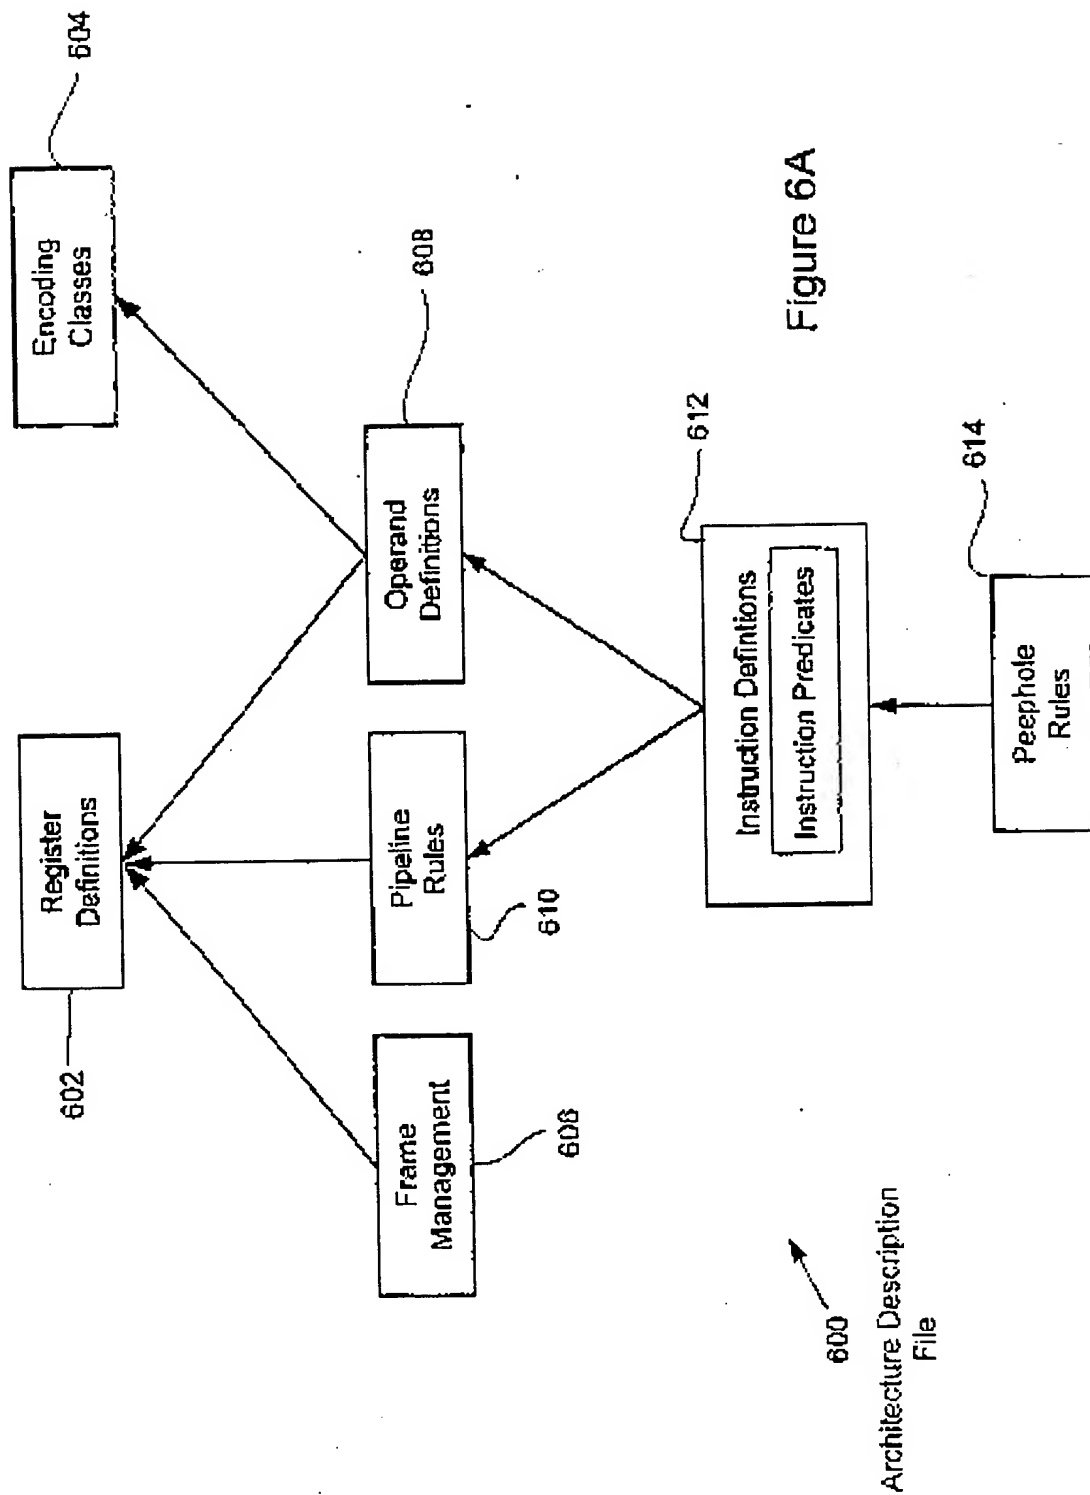 602
Register
Definitions
Encoding
Classes
604
Frame
Management
606
Pipeline
Rules
610
Operand
Definitions
608
Instruction Defintions
Instruction Predicates
612
Peephole
Rules
614
600
Architecture Description
File
Figure 6A